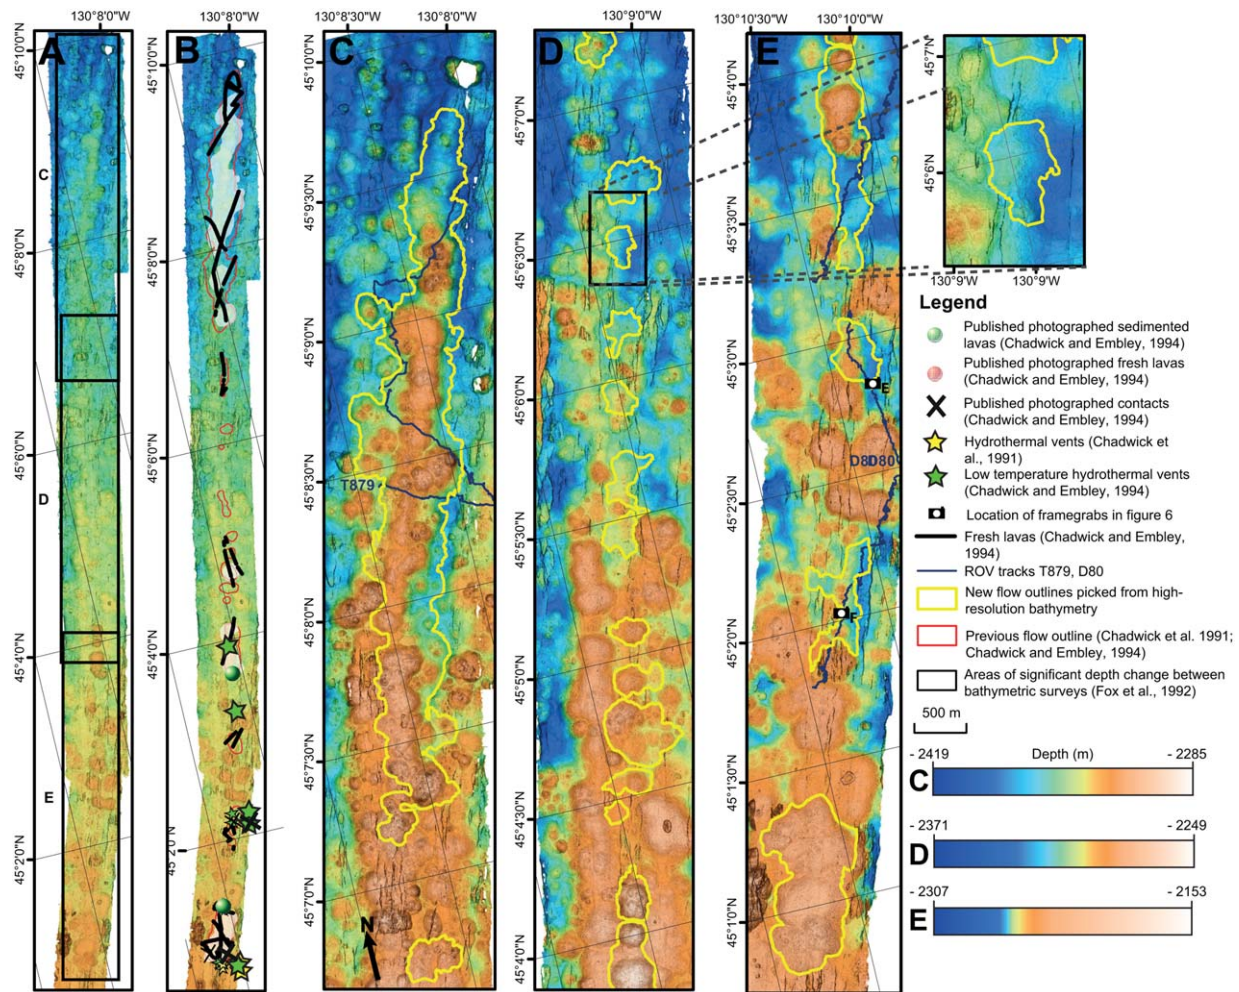 130°8'0"W
130°8'0"W
130°8'30"W
130°8'0"W
130°9'0"W
130°10'30"W
130°10'0"W
A
B
C
D
E
45°10'0"N
45°8'0"N
45°6'0"N
45°4'0"N
45°2'0"N
C
D
E
45°10'0"N
45°8'0"N
45°6'0"N
45°4'0"N
45°2'0"N
45°10'0"N
45°9'30"N
45°9'0"N
45°8'30"N
45°8'0"N
45°7'30"N
45°7'0"N
T879
N
45°7'0"N
45°6'30"N
45°6'0"N
45°5'30"N
45°5'0"N
45°4'30"N
45°4'0"N
45°4'0"N
45°3'30"N
45°3'0"N
45°2'30"N
45°2'0"N
45°1'30"N
45°1'0"N
E
D80
F
45°7'N
45°6'N
130°9'W
130°9'W
Legend
Published photographed sedimented
lavas (Chadwick and Embley, 1994)
Published photographed fresh lavas
(Chadwick and Embley, 1994)
Published photographed contacts
(Chadwick and Embley, 1994)
Hydrothermal vents (Chadwick et
al., 1991)
Low temperature hydrothermal vents
(Chadwick and Embley, 1994)
Location of framegrabs in figure 6
Fresh lavas (Chadwick and Embley,
1994)
ROV tracks T879, D80
New flow outlines picked from high-
resolution bathymetry
Previous flow outline (Chadwick et al. 1991;
Chadwick and Embley, 1994)
Areas of significant depth change between
bathymetric surveys (Fox et al., 1992)
500 m
- 2419 Depth (m) - 2285
C
- 2371 - 2249
D
- 2307 - 2153
E